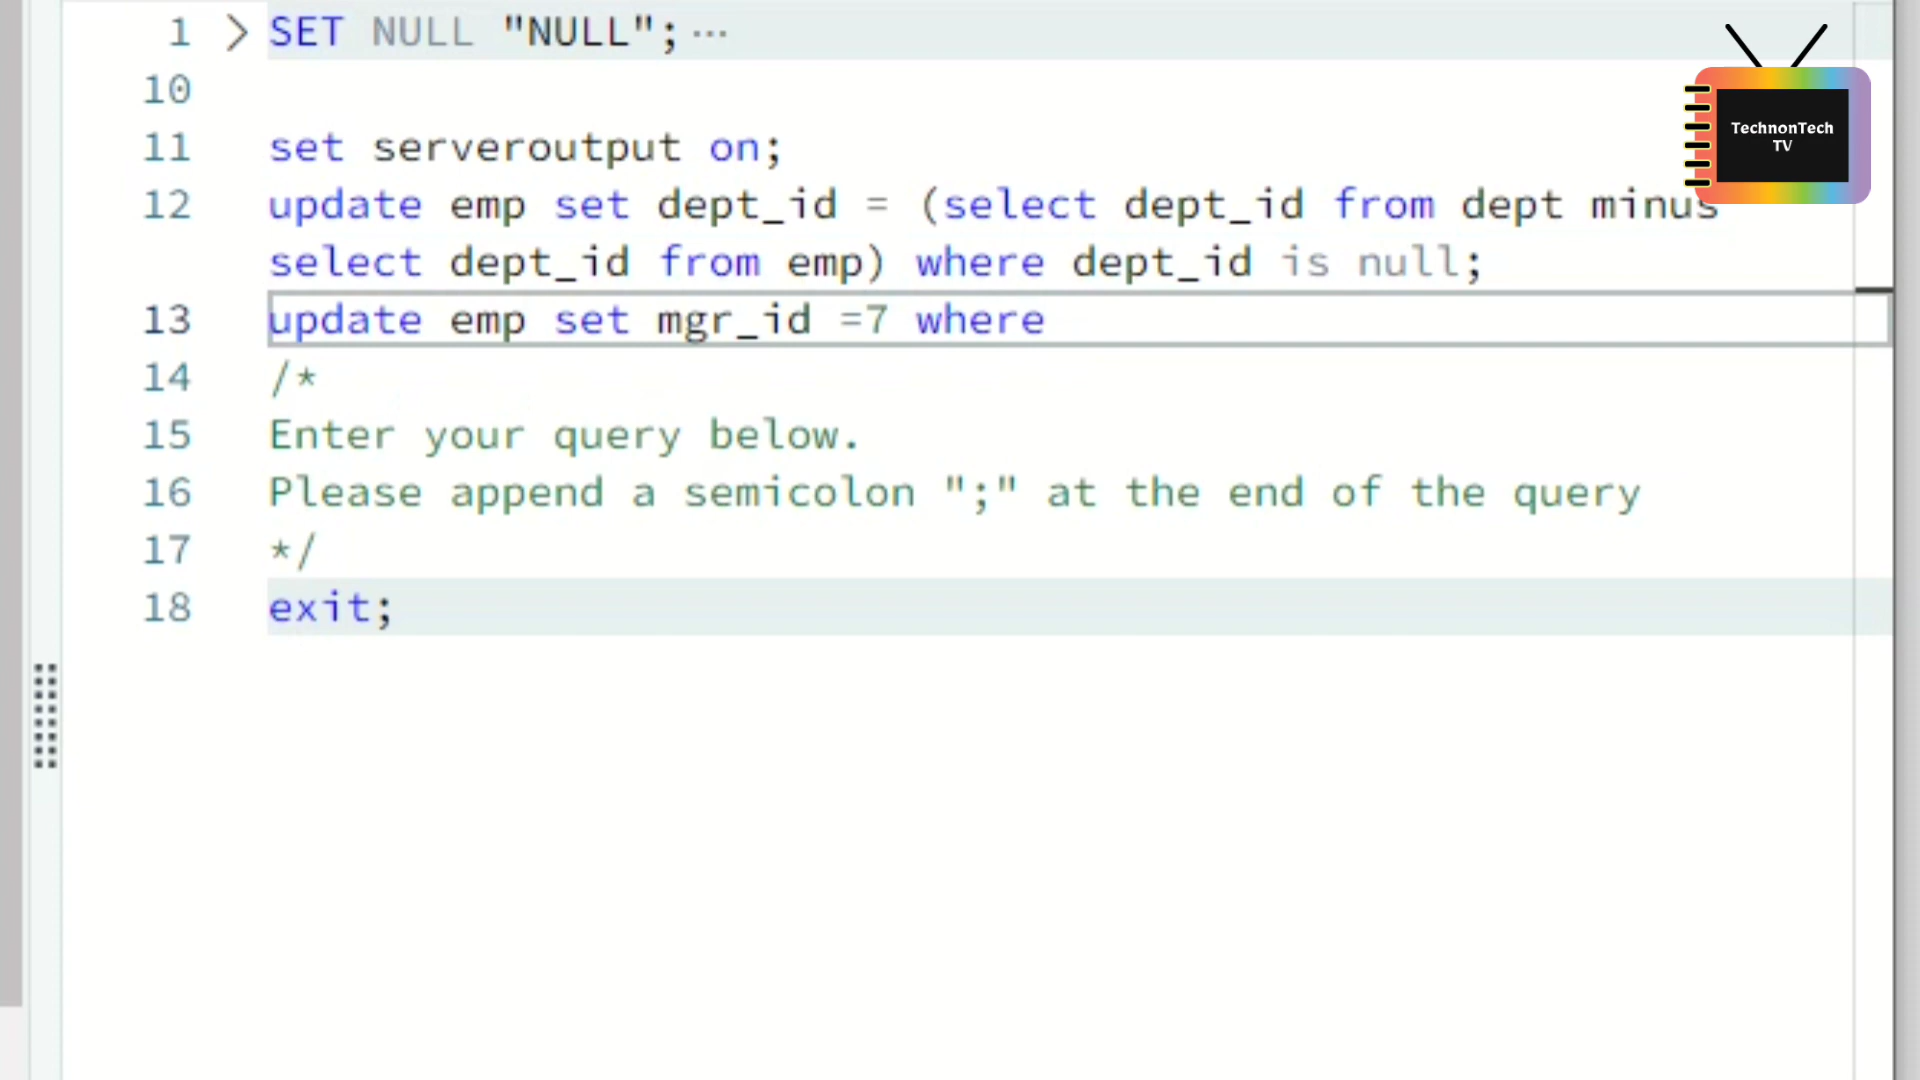 1 SET NULL "NULL";···
10
11 set serveroutput on;
12 update emp set dept_id = (select dept_id from dept minus
select dept_id from emp) where dept_id is null;
13 update emp set mgr_id =7 where
14 /*
15 Enter your query below.
16 Please append a semicolon ";" at the end of the query
17 */
18 exit;
TechnonTech
TV